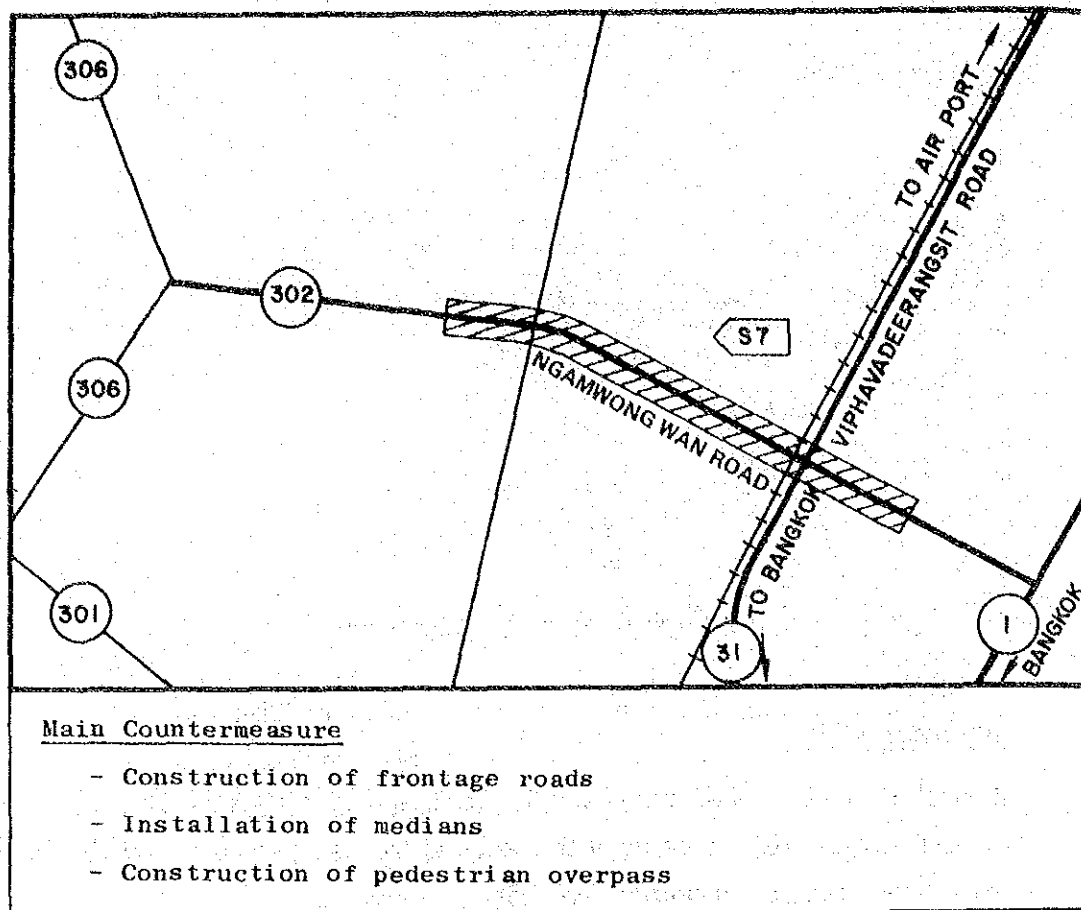 306
TO AIR PORT
VIPHAVADEERANGSIT ROAD
302
S7
306
NGAMWONG WAN ROAD
TO BANGKOK
301
31
1
BANGKOK
Main Countermeasure
- Construction of frontage roads
- Installation of medians
- Construction of pedestrian overpass